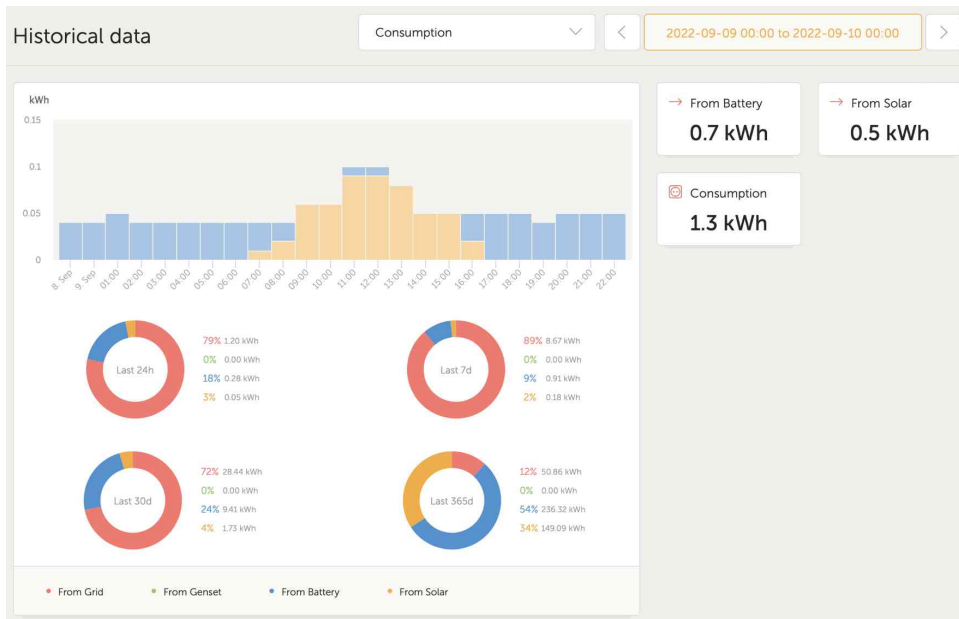 Historical data
Consumption
2022-09-09 00:00 to 2022-09-10 00:00
kWh
0.15
0.1
0.05
0
8. Sep
9. Sep
01:00
02:00
03:00
04:00
05:00
06:00
07:00
08:00
09:00
10:00
11:00
12:00
13:00
14:00
15:00
16:00
17:00
18:00
19:00
20:00
21:00
22:00
From Battery
0.7 kWh
From Solar
0.5 kWh
Consumption
1.3 kWh
Last 24h
79% 1.20 kWh
0% 0.00 kWh
18% 0.28 kWh
3% 0.05 kWh
Last 7d
89% 8.67 kWh
0% 0.00 kWh
9% 0.91 kWh
2% 0.18 kWh
Last 30d
72% 28.44 kWh
0% 0.00 kWh
24% 9.41 kWh
4% 1.73 kWh
Last 365d
12% 50.86 kWh
0% 0.00 kWh
54% 236.32 kWh
34% 149.09 kWh
From Grid
From Genset
From Battery
From Solar